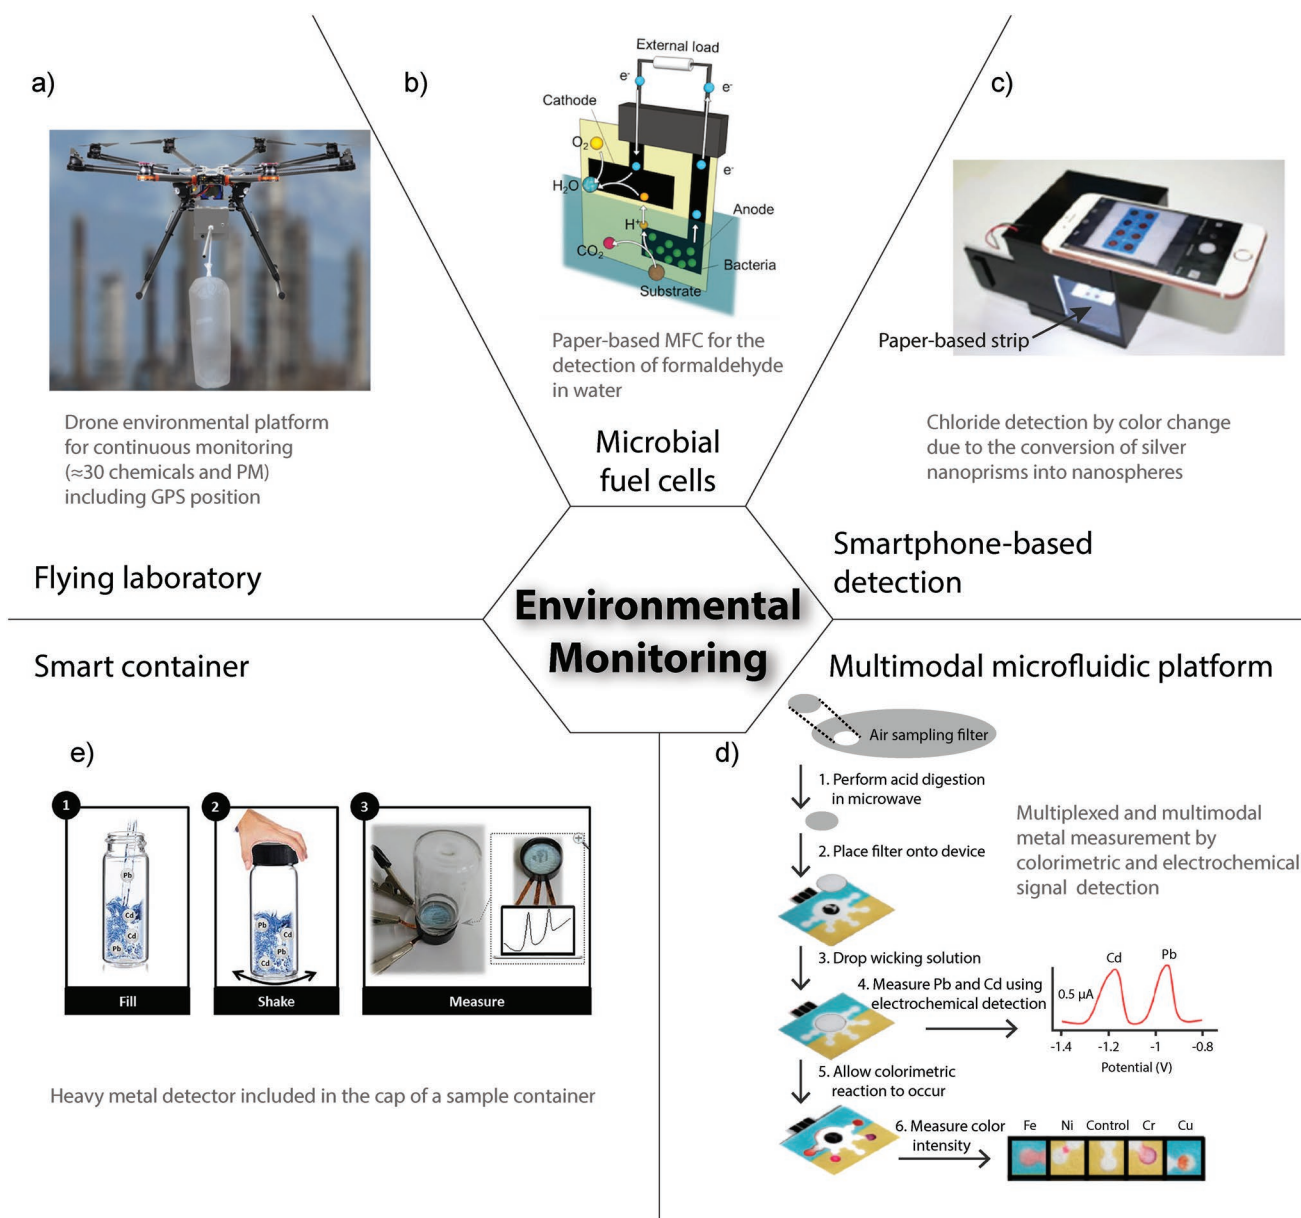 a)
Drone environmental platform
for continuous monitoring
(≈30 chemicals and PM)
including GPS position
Flying laboratory
b)
External load
e-
e-
Cathode
O2
H2O
e-
H+
Anode
CO2
Bacteria
Substrate
Paper-based MFC for the
detection of formaldehyde
in water
Microbial
fuel cells
c)
Paper-based strip
Chloride detection by color change
due to the conversion of silver
nanoprisms into nanospheres
Smartphone-based
detection
Environmental
Monitoring
Smart container
e)
1
2
3
Pb
Cd
Cd
Pb
Pb
Pb
Cd
Pb
Cd
Fill
Shake
Measure
Heavy metal detector included in the cap of a sample container
Multimodal microfluidic platform
d)
Air sampling filter
1. Perform acid digestion
in microwave
2. Place filter onto device
3. Drop wicking solution
4. Measure Pb and Cd using
electrochemical detection
5. Allow colorimetric
reaction to occur
6. Measure color
intensity
Multiplexed and multimodal
metal measurement by
colorimetric and electrochemical
signal detection
Cd
Pb
0.5 µA
-1.4 -1.2 -1 -0.8
Potential (V)
Fe Ni Control Cr Cu